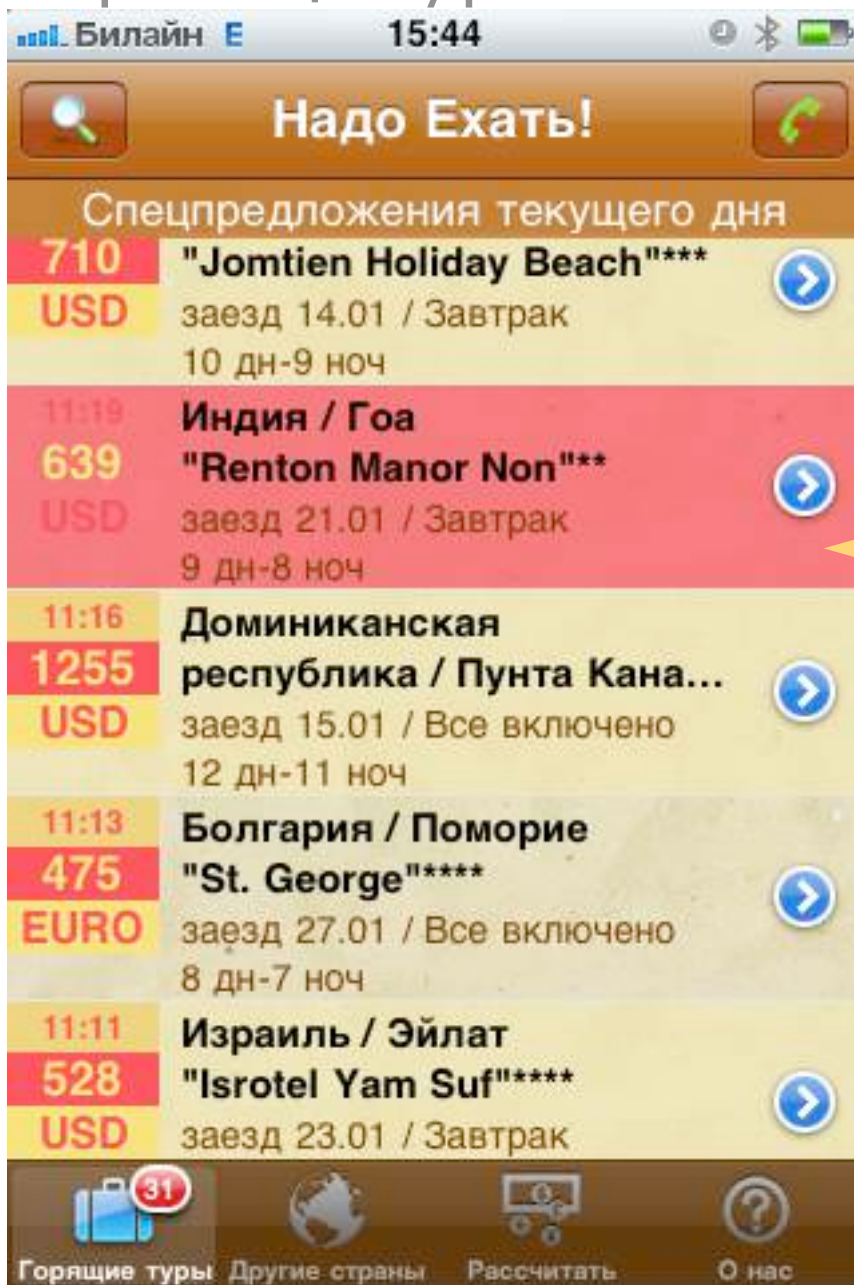 Билайн E 15:44
Надо Ехать!
Спецпредложения текущего дня
710
USD
"Jomtien Holiday Beach"***
заезд 14.01 / Завтрак
10 дн-9 ноч
11:19
639
USD
Индия / Гоа
"Renton Manor Non"**
заезд 21.01 / Завтрак
9 дн-8 ноч
11:16
1255
USD
Доминиканская
республика / Пунта Кана...
заезд 15.01 / Все включено
12 дн-11 ноч
11:13
475
EURO
Болгария / Поморие
"St. George"****
заезд 27.01 / Все включено
8 дн-7 ноч
11:11
528
USD
Израиль / Эйлат
"Isrotel Yam Suf"****
заезд 23.01 / Завтрак
31
Горящие туры Другие страны Рассчитать О нас